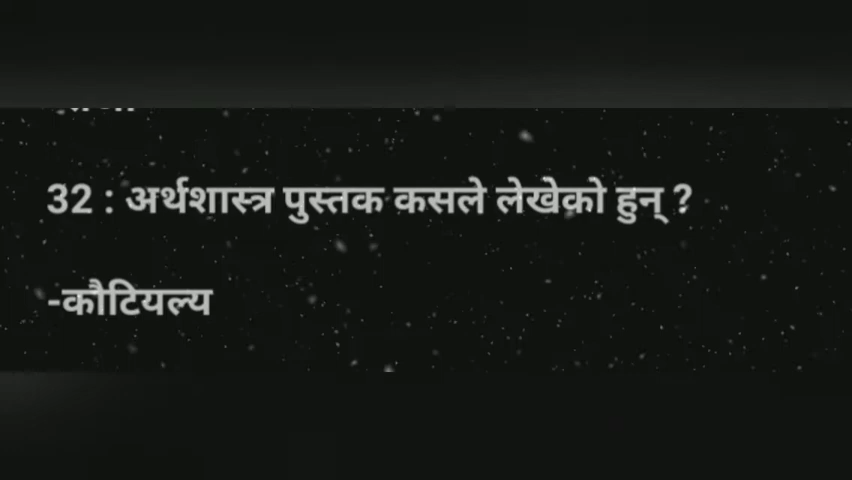 32 : अर्थशास्त्र पुस्तक कसले लेखेको हुन् ?
-कौटियल्य